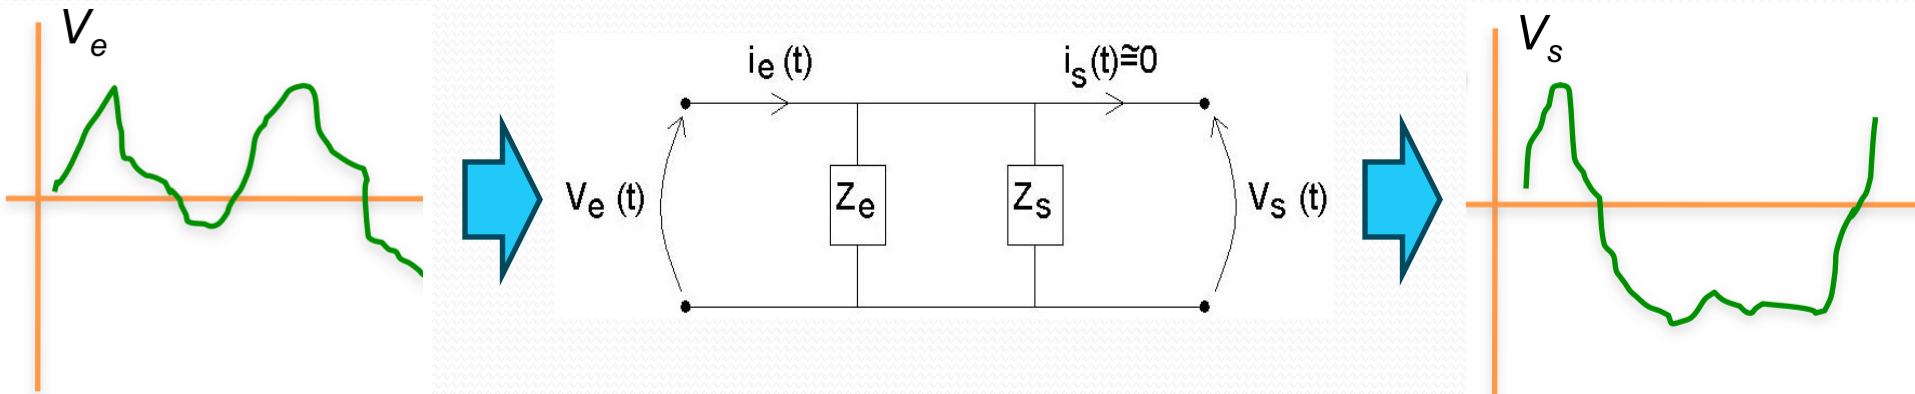 Ve
ie (t)
is (t)≅0
Ve (t)
Ze
Zs
Vs (t)
Vs